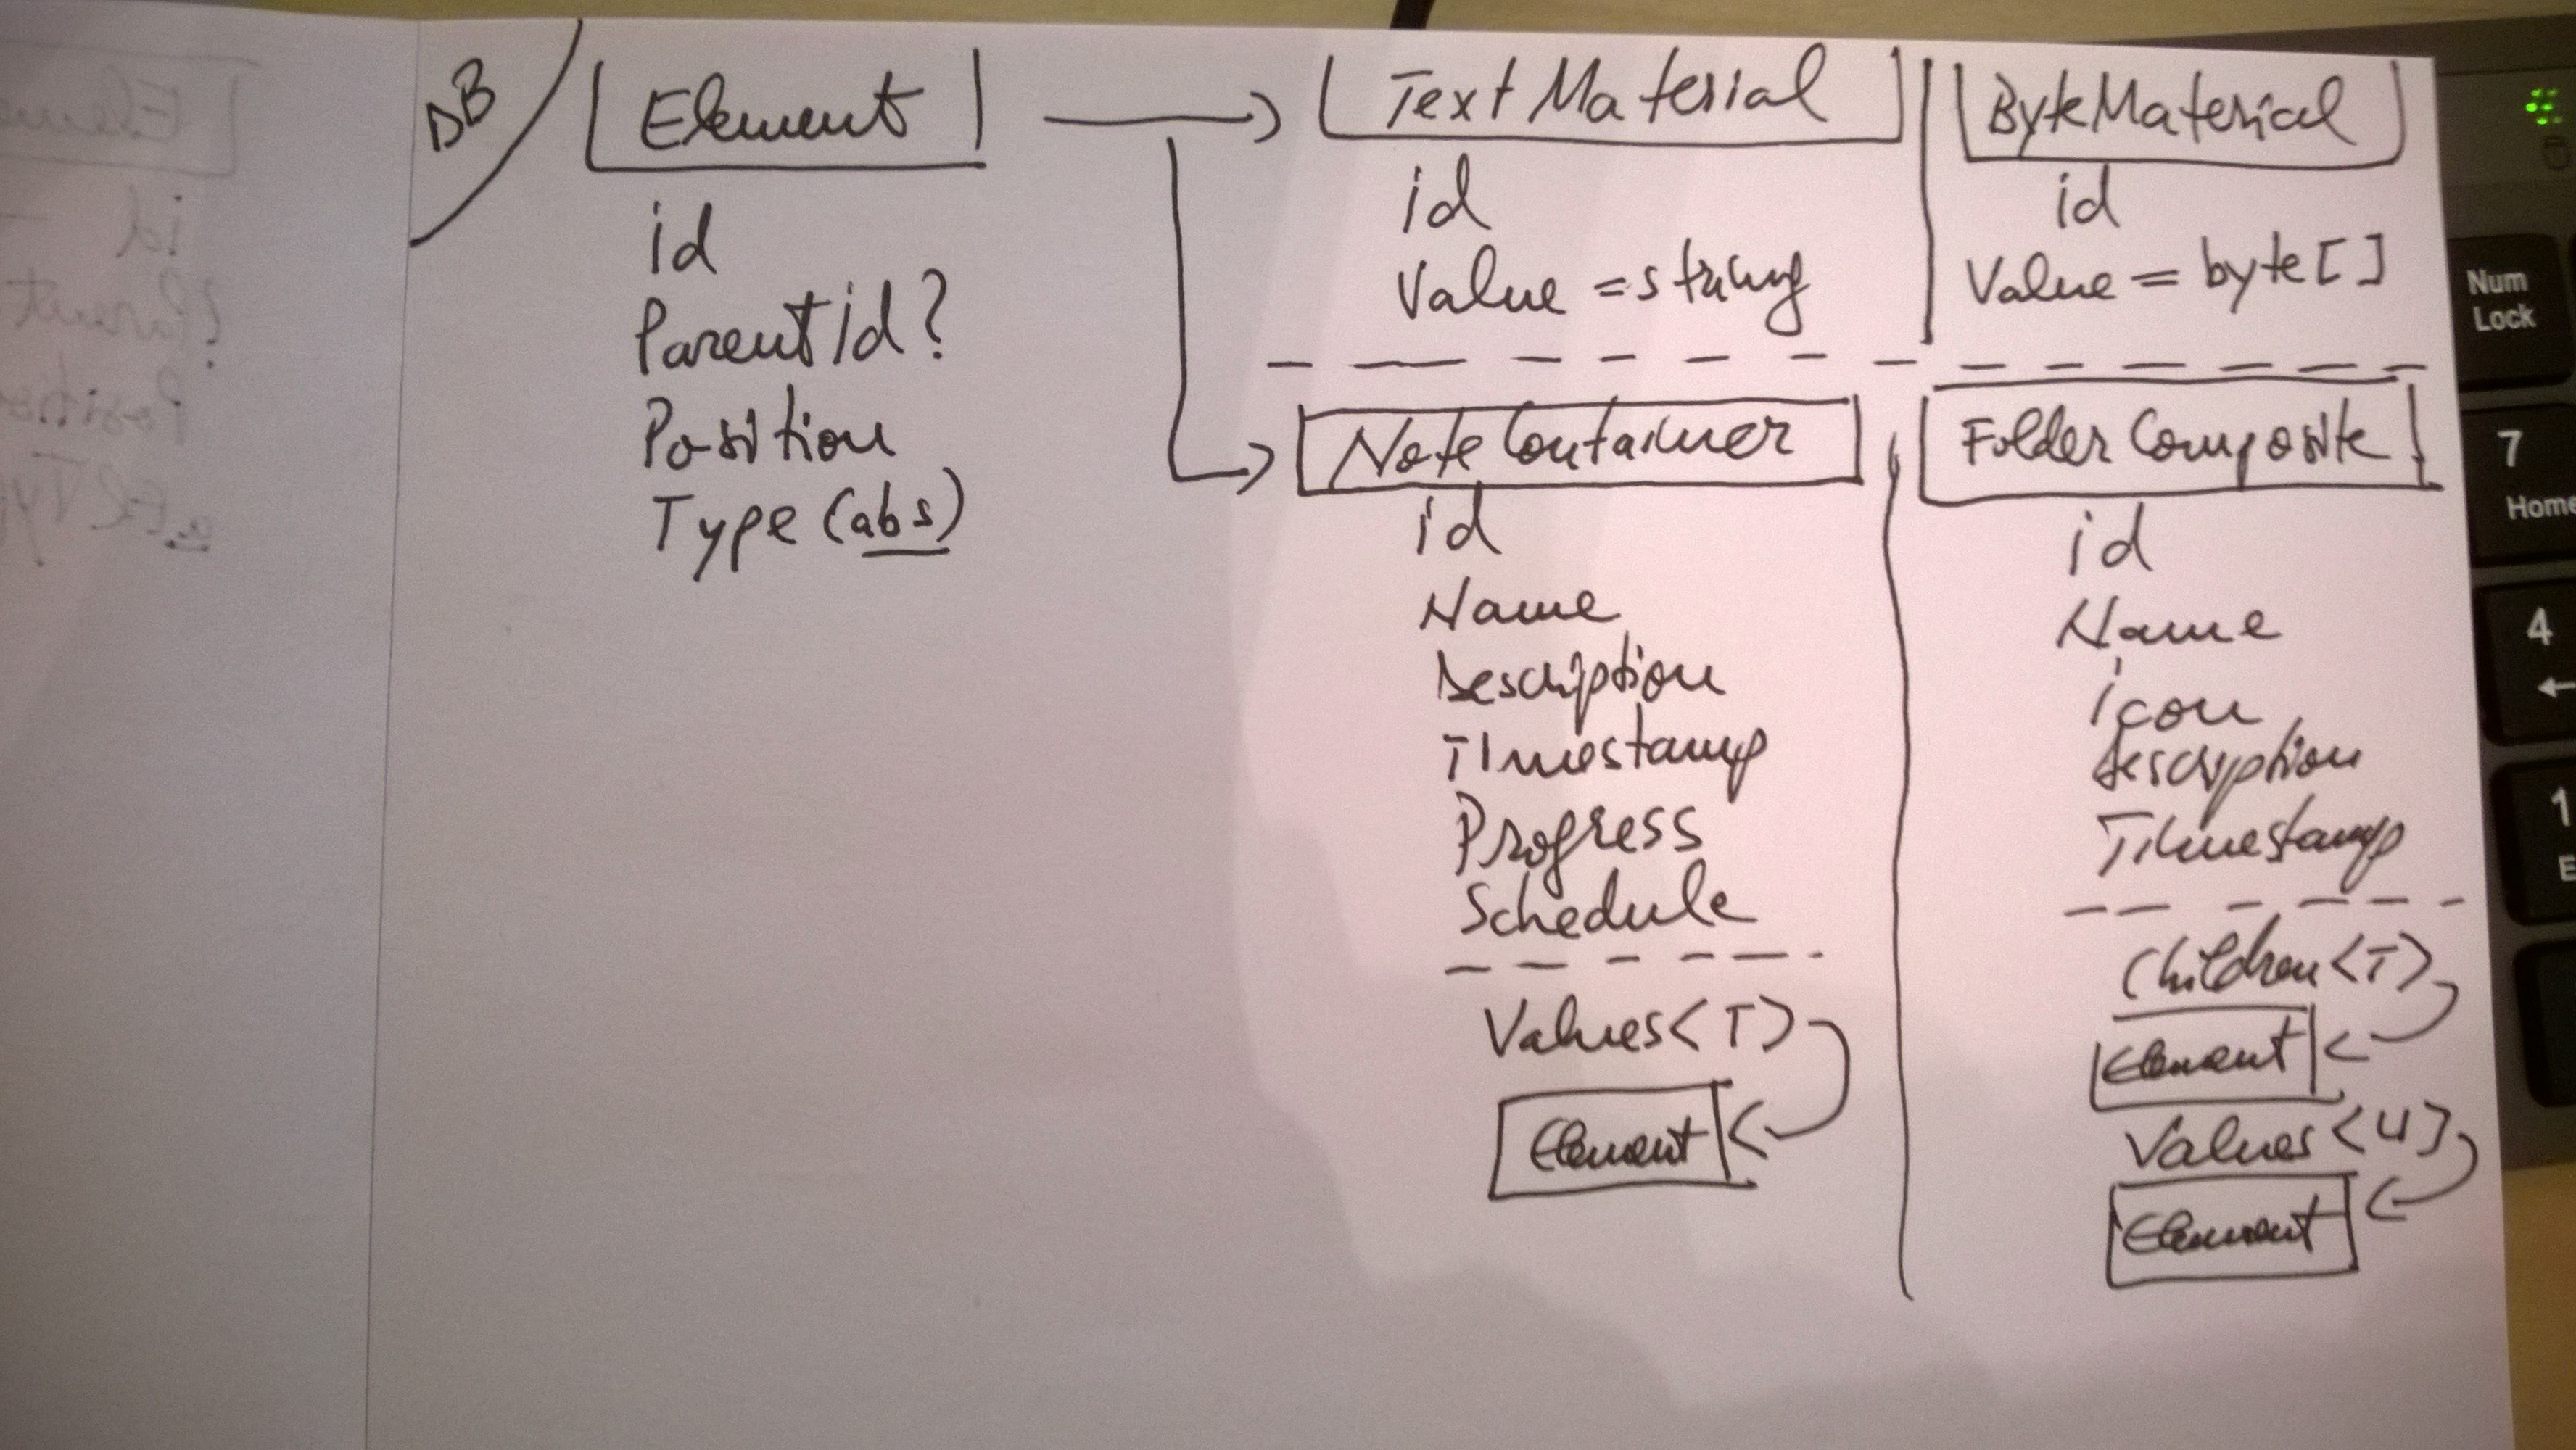 DB
Element
id
Parentid?
Position
Type (abs)
TextMaterial
id
Value = string
ByteMaterial
id
Value = byte[]
NoteContainer
id
Name
Description
Timestamp
Progress
Schedule
Values<T>
Element
FolderComposite
id
Name
icon
description
Timestamp
Children<T>
Element
Values<U>
Element
Num
Lock
7
Home
4
←
1
E